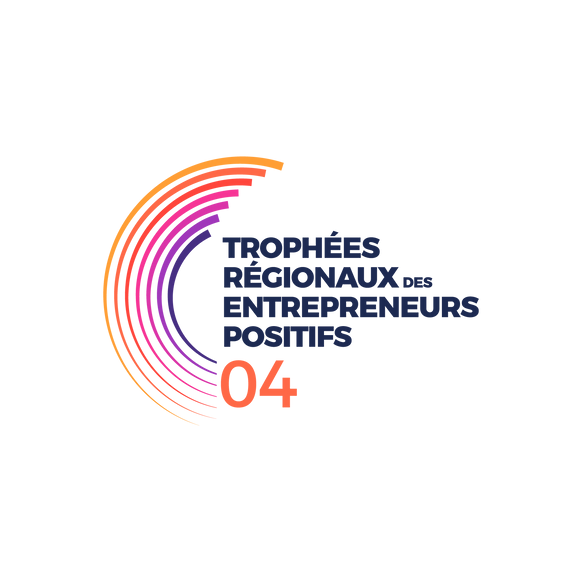 TROPHÉES
RÉGIONAUX DES
ENTREPRENEURS
POSITIFS
04